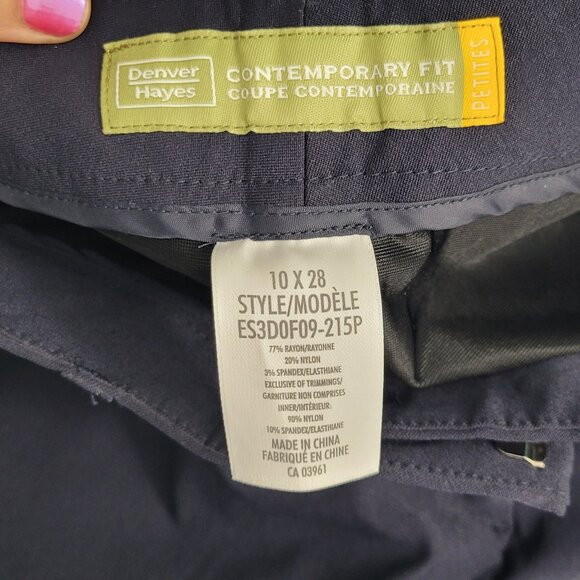 Denver
Hayes
CONTEMPORARY FIT
COUPE CONTEMPORAINE
PETITES
10 X 28
STYLE/MODÈLE
ES3D0F09-215P
77% RAYON/RAYONNE
20% NYLON
3% SPANDEX/ELASTHIANE
EXCLUSIVE OF TRIMMINGS/
GARNITURE NON COMPRISES
INNER/INTÉRIEUR:
90% NYLON
10% SPANDEX/ELASTHIANE
MADE IN CHINA
FABRIQUÉ EN CHINE
CA 03961